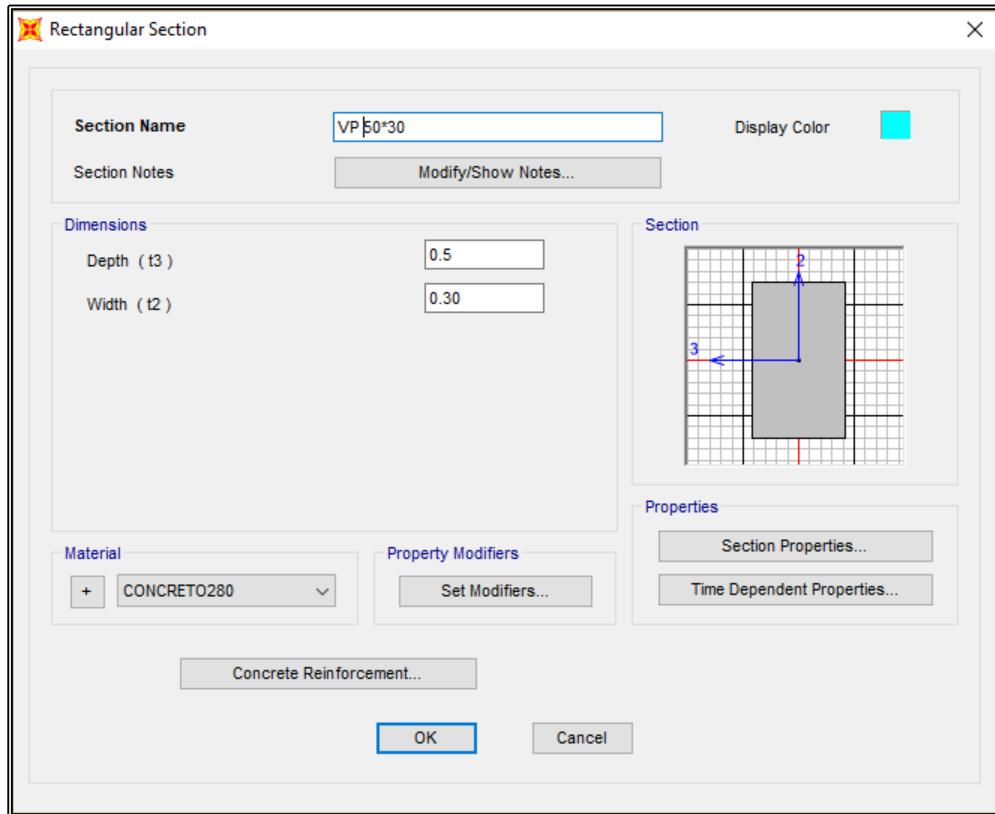 Rectangular Section
Section Name VP 50*30 Display Color
Section Notes Modify/Show Notes...
Dimensions
Depth ( t3 ) 0.5
Width ( t2 ) 0.30
Section
2
3
Properties
Section Properties...
Time Dependent Properties...
Material
+ CONCRETO280
Property Modifiers
Set Modifiers...
Concrete Reinforcement...
OK Cancel